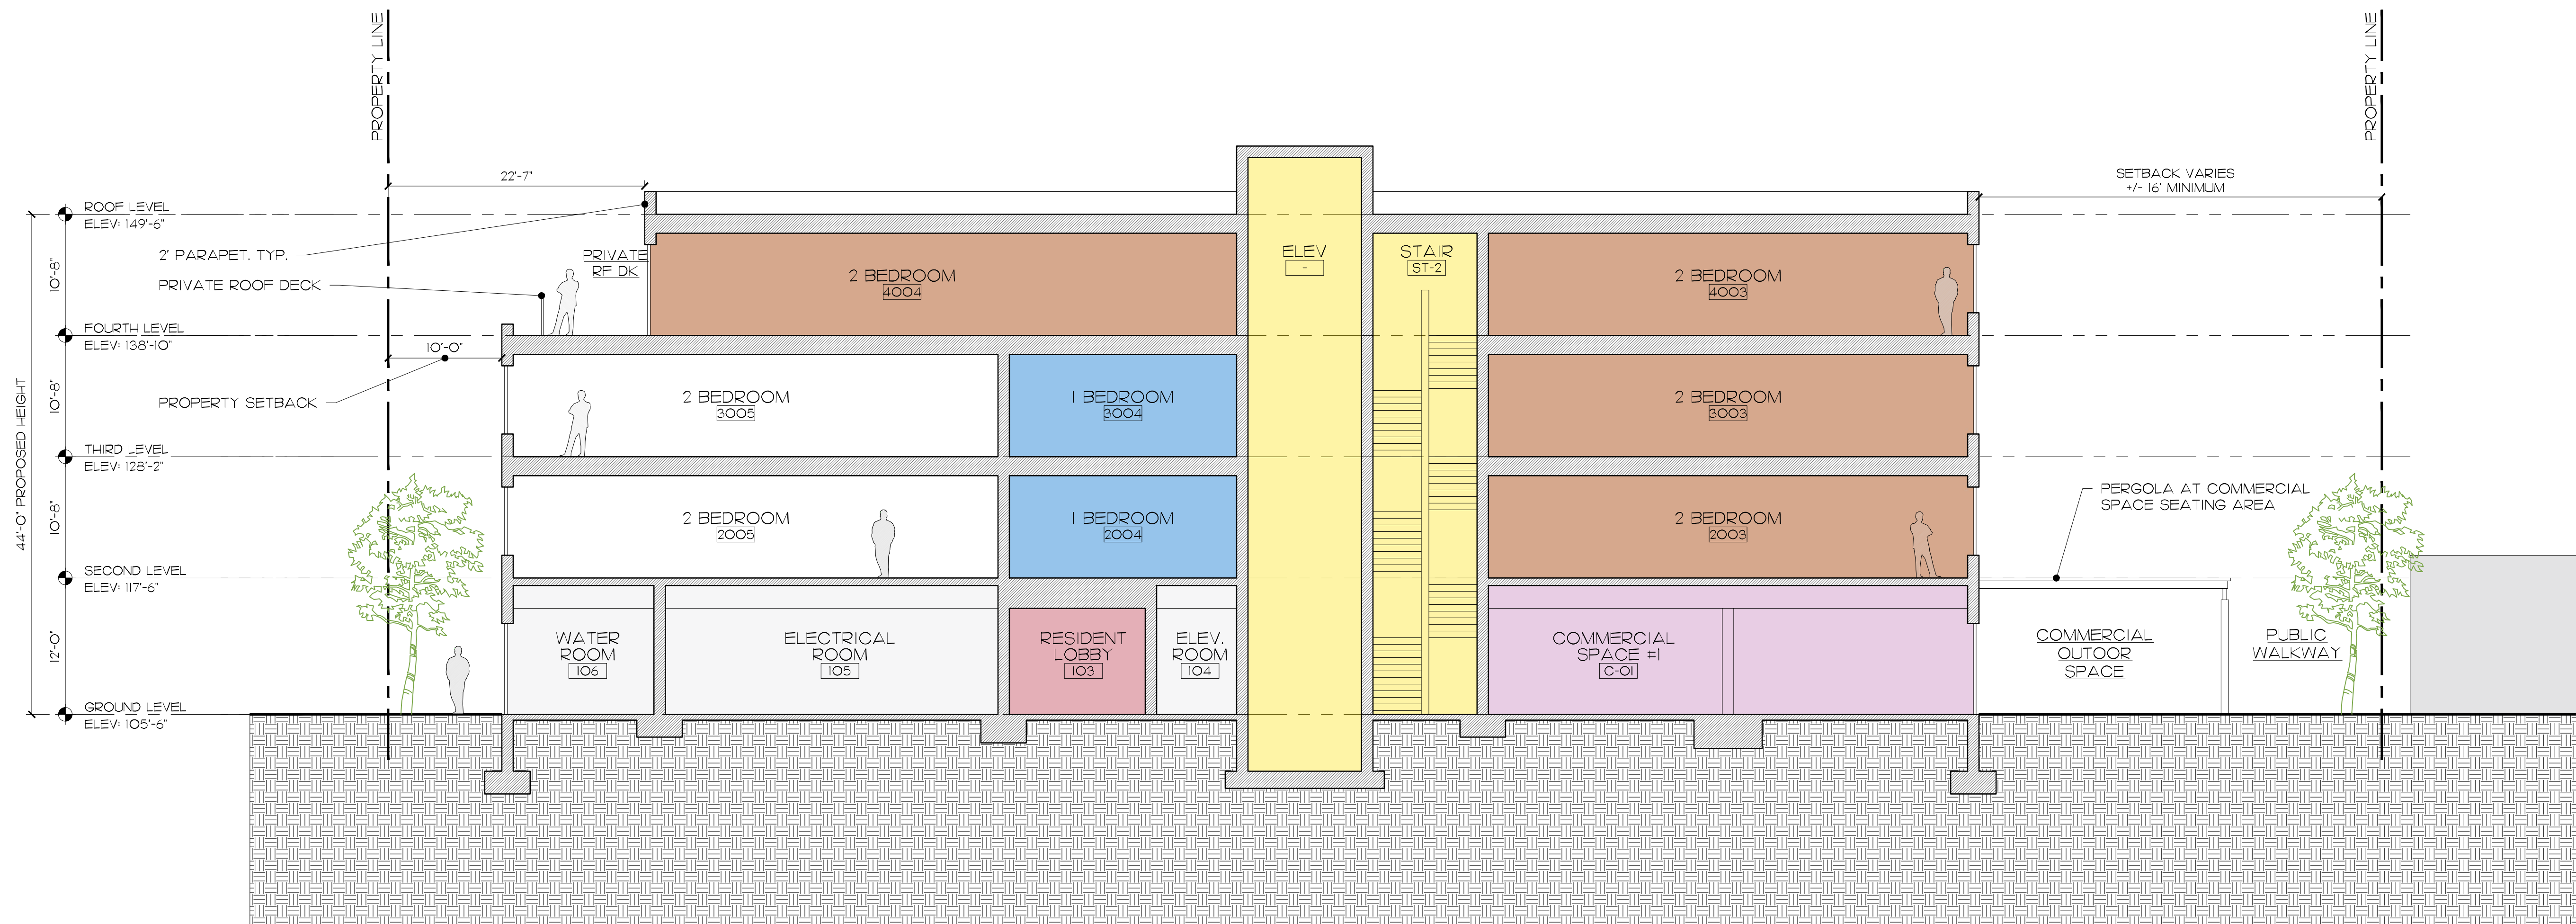 PROPERTY LINE
PROPERTY LINE
22'-7"
SETBACK VARIES
+/- 16' MINIMUM
ROOF LEVEL
ELEV: 149'-6"
2' PARAPET. TYP.
PRIVATE ROOF DECK
PRIVATE
RF DK
10'-8"
2 BEDROOM
4004
ELEV
-
STAIR
ST-2
2 BEDROOM
4003
FOURTH LEVEL
ELEV: 138'-10"
10'-0"
PROPERTY SETBACK
44'-0" PROPOSED HEIGHT
10'-8"
2 BEDROOM
3005
1 BEDROOM
3004
2 BEDROOM
3003
THIRD LEVEL
ELEV: 128'-2"
10'-8"
2 BEDROOM
2005
1 BEDROOM
2004
2 BEDROOM
2003
PERGOLA AT COMMERCIAL
SPACE SEATING AREA
SECOND LEVEL
ELEV: 117'-6"
12'-0"
WATER
ROOM
106
ELECTRICAL
ROOM
105
RESIDENT
LOBBY
103
ELEV.
ROOM
104
COMMERCIAL
SPACE #1
C-01
COMMERCIAL
OUTOOR
SPACE
PUBLIC
WALKWAY
GROUND LEVEL
ELEV: 105'-6"